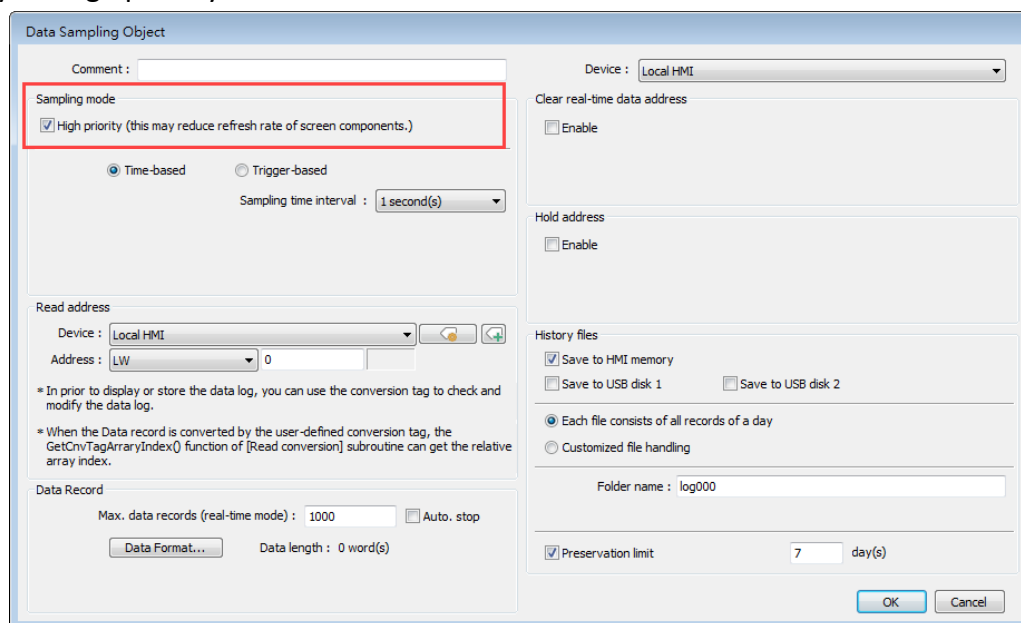 Data Sampling Object
Comment :
Device : Local HMI
Sampling mode
High priority (this may reduce refresh rate of screen components.)
Time-based Trigger-based
Sampling time interval : 1 second(s)
Clear real-time data address
Enable
Hold address
Enable
Read address
Device : Local HMI
Address : LW 0
* In prior to display or store the data log, you can use the conversion tag to check and
modify the data log.
* When the Data record is converted by the user-defined conversion tag, the
GetCnvTagArraryIndex() function of [Read conversion] subroutine can get the relative
array index.
Data Record
Max. data records (real-time mode) : 1000 Auto. stop
Data Format... Data length : 0 word(s)
History files
Save to HMI memory
Save to USB disk 1 Save to USB disk 2
Each file consists of all records of a day
Customized file handling
Folder name : log000
Preservation limit 7 day(s)
OK Cancel